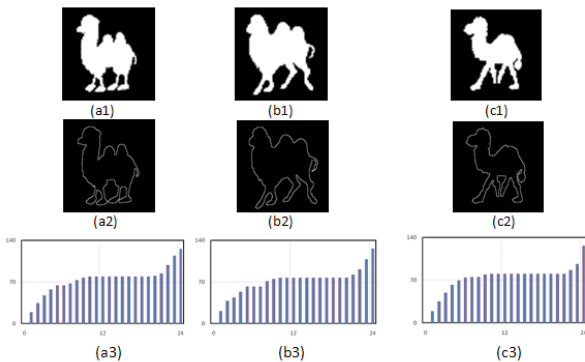 (a1) (b1) (c1)
(a2) (b2) (c2)
140 140 140
70 70 70
0 0 0
0 12 24 0 12 24 0 12 24
(a3) (b3) (c3)